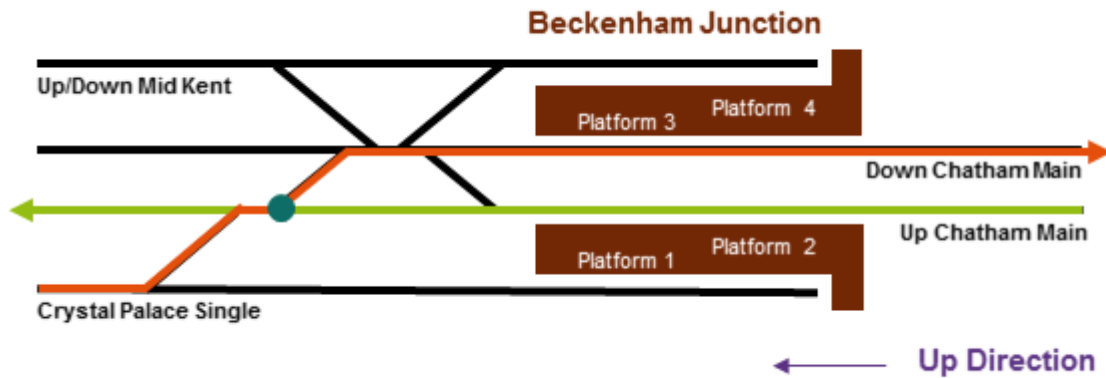 Beckenham Junction
Up/Down Mid Kent
Platform 4
Platform 3
Down Chatham Main
Up Chatham Main
Platform 2
Platform 1
Crystal Palace Single
Up Direction